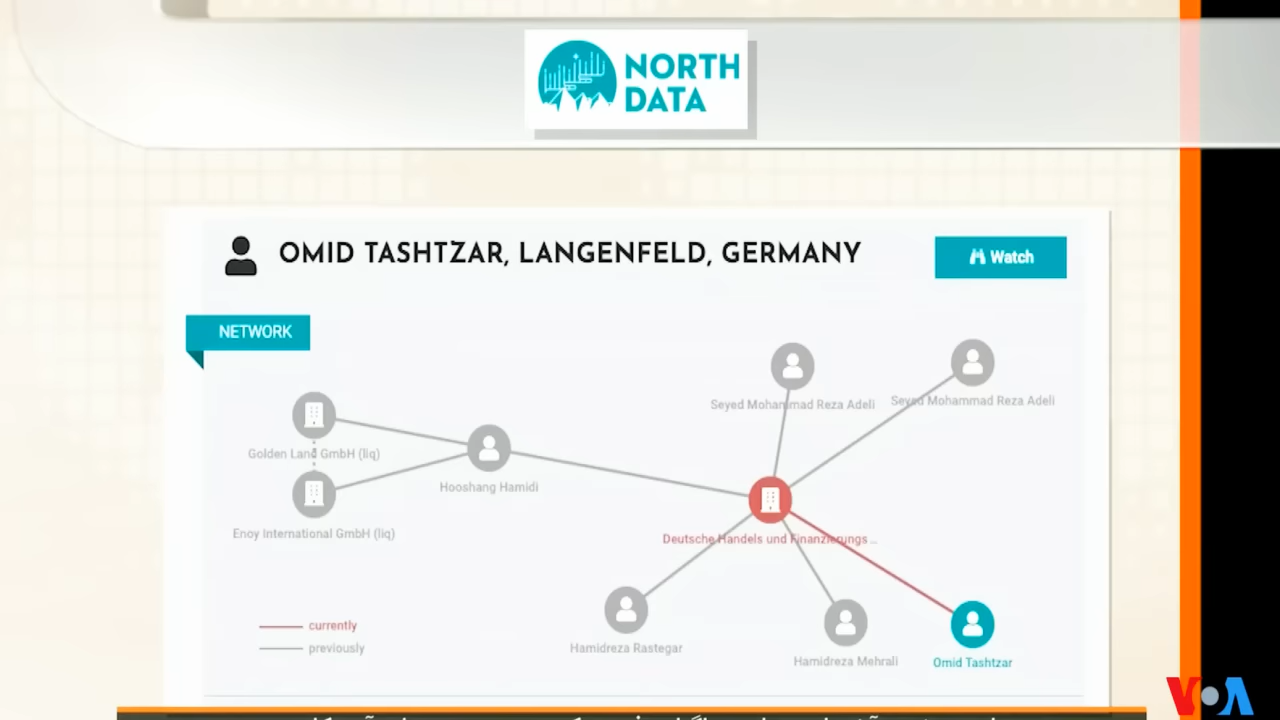 NORTH
DATA
OMID TASHTZAR, LANGENFELD, GERMANY
Watch
NETWORK
Seyed Mohammad Reza Adeli
Seyed Mohammad Reza Adeli
Golden Land GmbH (liq)
Hooshang Hamidi
Enoy International GmbH (liq)
Deutsche Handels und Finanzierungs ...
currently
previously
Hamidreza Rastegar
Hamidreza Mehrali
Omid Tashtzar
VOA